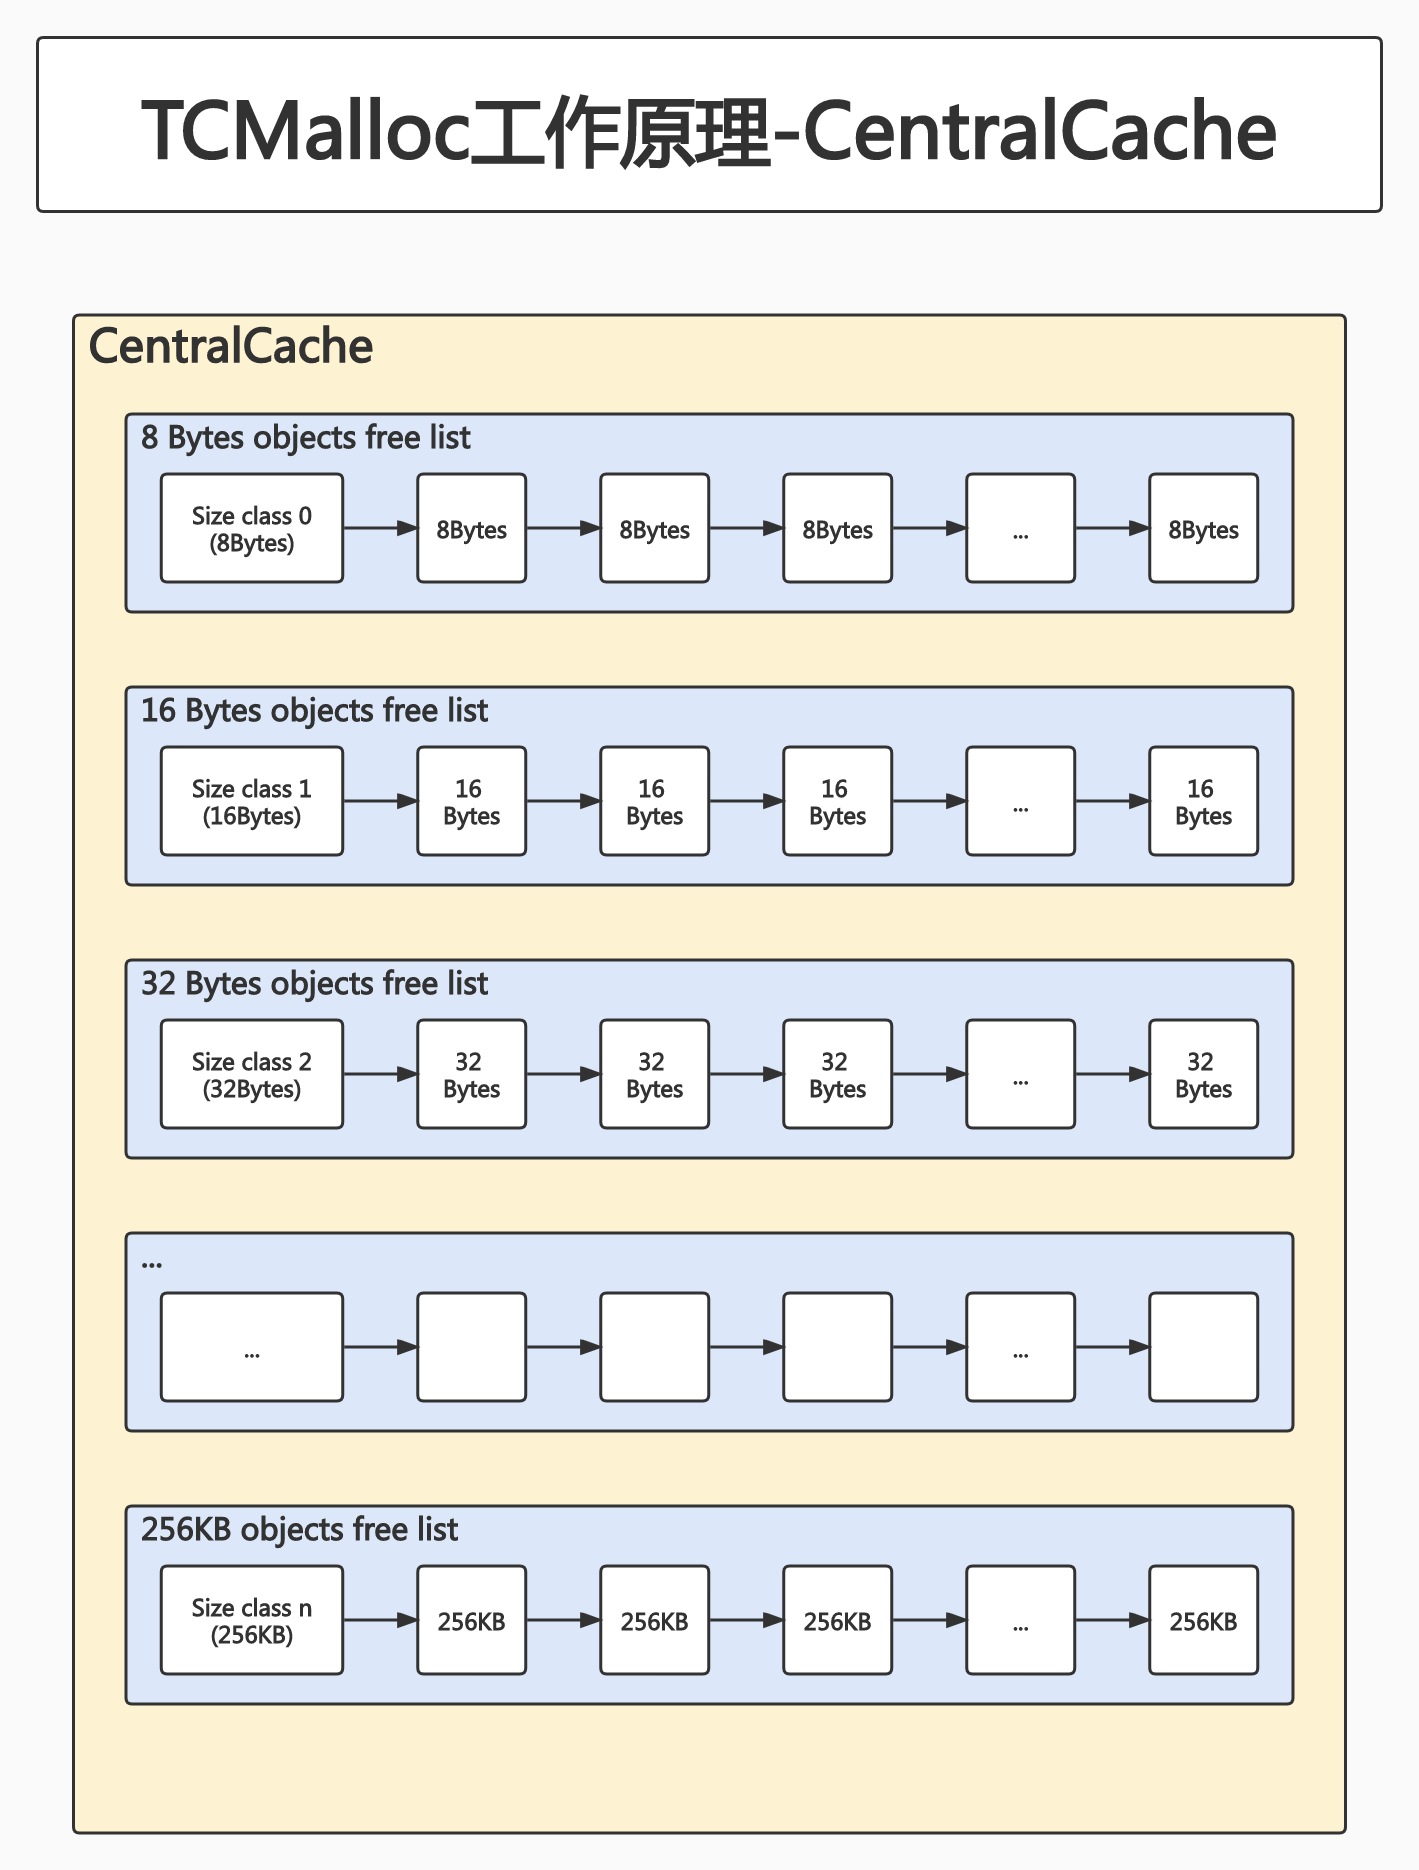 TCMalloc工作原理-CentralCache
CentralCache
8 Bytes objects free list
Size class 0
(8Bytes)
8Bytes
8Bytes
8Bytes
...
8Bytes
16 Bytes objects free list
Size class 1
(16Bytes)
16
Bytes
16
Bytes
16
Bytes
...
16
Bytes
32 Bytes objects free list
Size class 2
(32Bytes)
32
Bytes
32
Bytes
32
Bytes
...
32
Bytes
...
...
...
256KB objects free list
Size class n
(256KB)
256KB
256KB
256KB
...
256KB